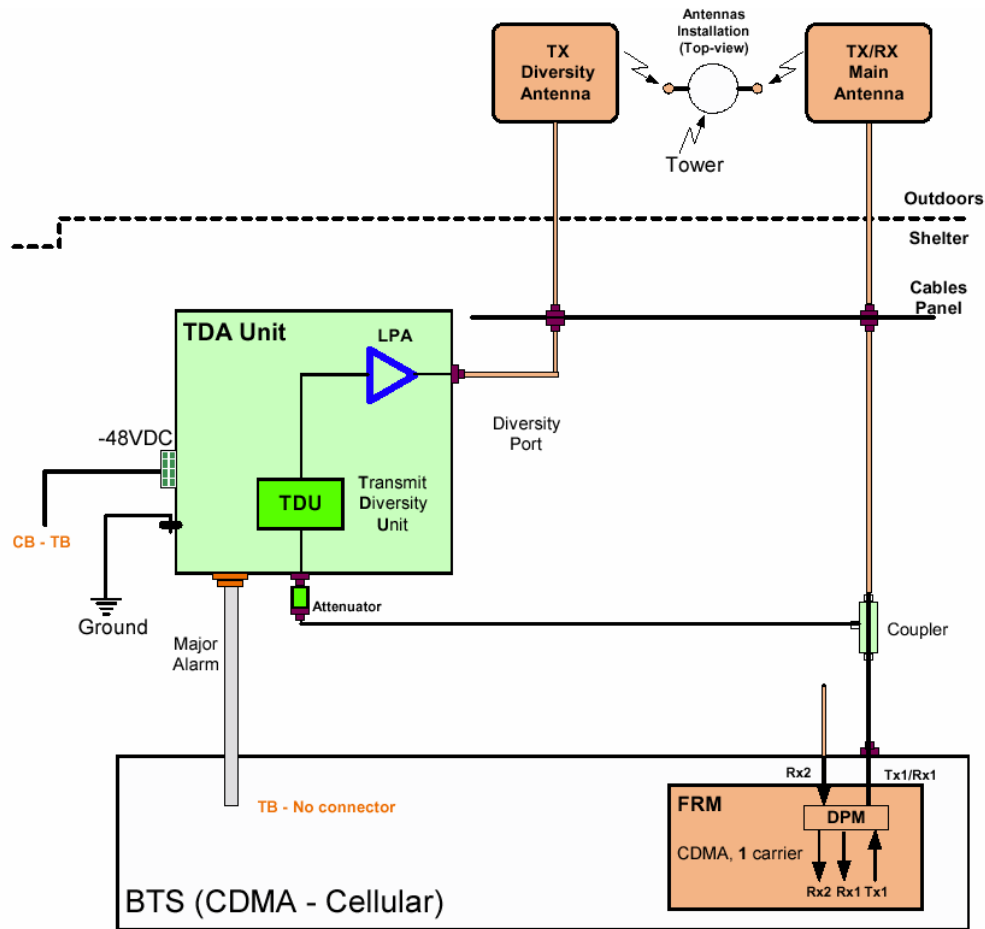 Antennas
Installation
(Top-view)
TX
Diversity
Antenna
TX/RX
Main
Antenna
Tower
Outdoors
Shelter
Cables
Panel
TDA Unit
LPA
-48VDC
Diversity
Port
TDU
Transmit
Diversity
Unit
CB - TB
Attenuator
Ground
Coupler
Major
Alarm
Rx2
Tx1/Rx1
TB - No connector
FRM
DPM
CDMA, 1 carrier
Rx2 Rx1 Tx1
BTS (CDMA - Cellular)